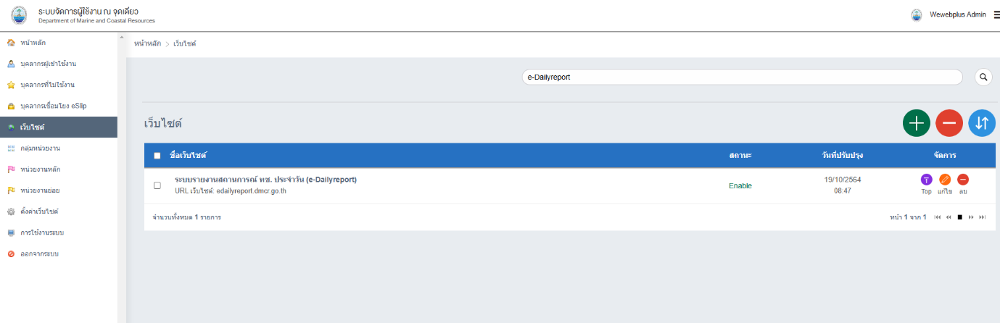 ระบบจัดการผู้ใช้งาน ณ จุดเดียว
Department of Marine and Coastal Resources
Wewebplus Admin
หน้าหลัก
บุคลากรผู้เข้าใช้งาน
บุคลากรที่ไม่ใช้งาน
บุคลากรเชื่อมโยง eSlip
เว็บไซต์
กลุ่มหน่วยงาน
หน่วยงานหลัก
หน่วยงานย่อย
ตั้งค่าเว็บไซต์
การใช้งานระบบ
ออกจากระบบ
หน้าหลัก > เว็บไซต์
e-Dailyreport
เว็บไซต์
ชื่อเว็บไซต์ สถานะ วันที่ปรับปรุง จัดการ
ระบบรายงานสถานการณ์ ทช. ประจำวัน (e-Dailyreport)
URL เว็บไซต์: edailyreport.dmcr.go.th
Enable
19/10/2564
08:47
Top แก้ไข ลบ
จำนวนทั้งหมด 1 รายการ
หน้า 1 จาก 1